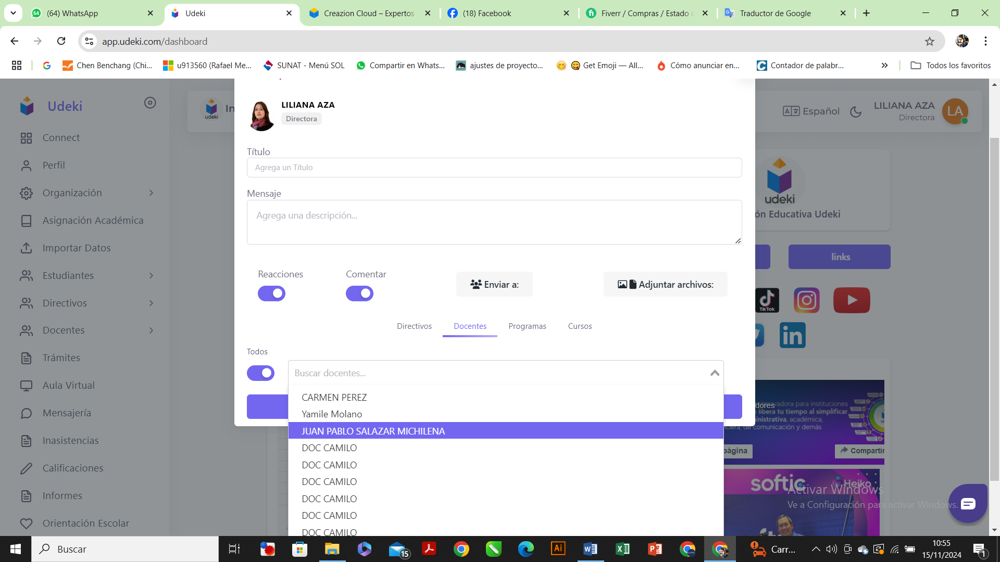 (64) WhatsApp
Udeki
Creazion Cloud – Expertos
(18) Facebook
Fiverr / Compras / Estado
Traductor de Google
app.udeki.com/dashboard
Chen Benchang (Chi...
u913560 (Rafael Me...
SUNAT - Menú SOL
Compartir en Whats...
ajustes de proyecto...
Get Emoji — All...
Cómo anunciar en...
Contador de palabr...
Todos los favoritos
Udeki
Connect
Perfil
Organización
Asignación Académica
Importar Datos
Estudiantes
Directivos
Docentes
Trámites
Aula Virtual
Mensajería
Inasistencias
Calificaciones
Informes
Orientación Escolar
udeki
In
LILIANA AZA
Directora
Título
Agrega un Título
Mensaje
Agrega una descripción...
Reacciones
Comentar
Enviar a:
Adjuntar archivos:
Directivos
Docentes
Programas
Cursos
Todos
Buscar docentes...
CARMEN PEREZ
Yamile Molano
JUAN PABLO SALAZAR MICHILENA
DOC CAMILO
DOC CAMILO
DOC CAMILO
DOC CAMILO
DOC CAMILO
DOC CAMILO
Español
LILIANA AZA
Directora
LA
udeki
ón Educativa Udeki
links
TikTok
in
dores
novadora para instituciones
libera tu tiempo al simplificar
ministrativa, académica,
nciera, de comunicación y demás
página
Compartir
softic
Heiko
Activar Windows
Ve a Configuración para activar Windows.
Buscar
15
Ai
Carr...
10:55
15/11/2024
1